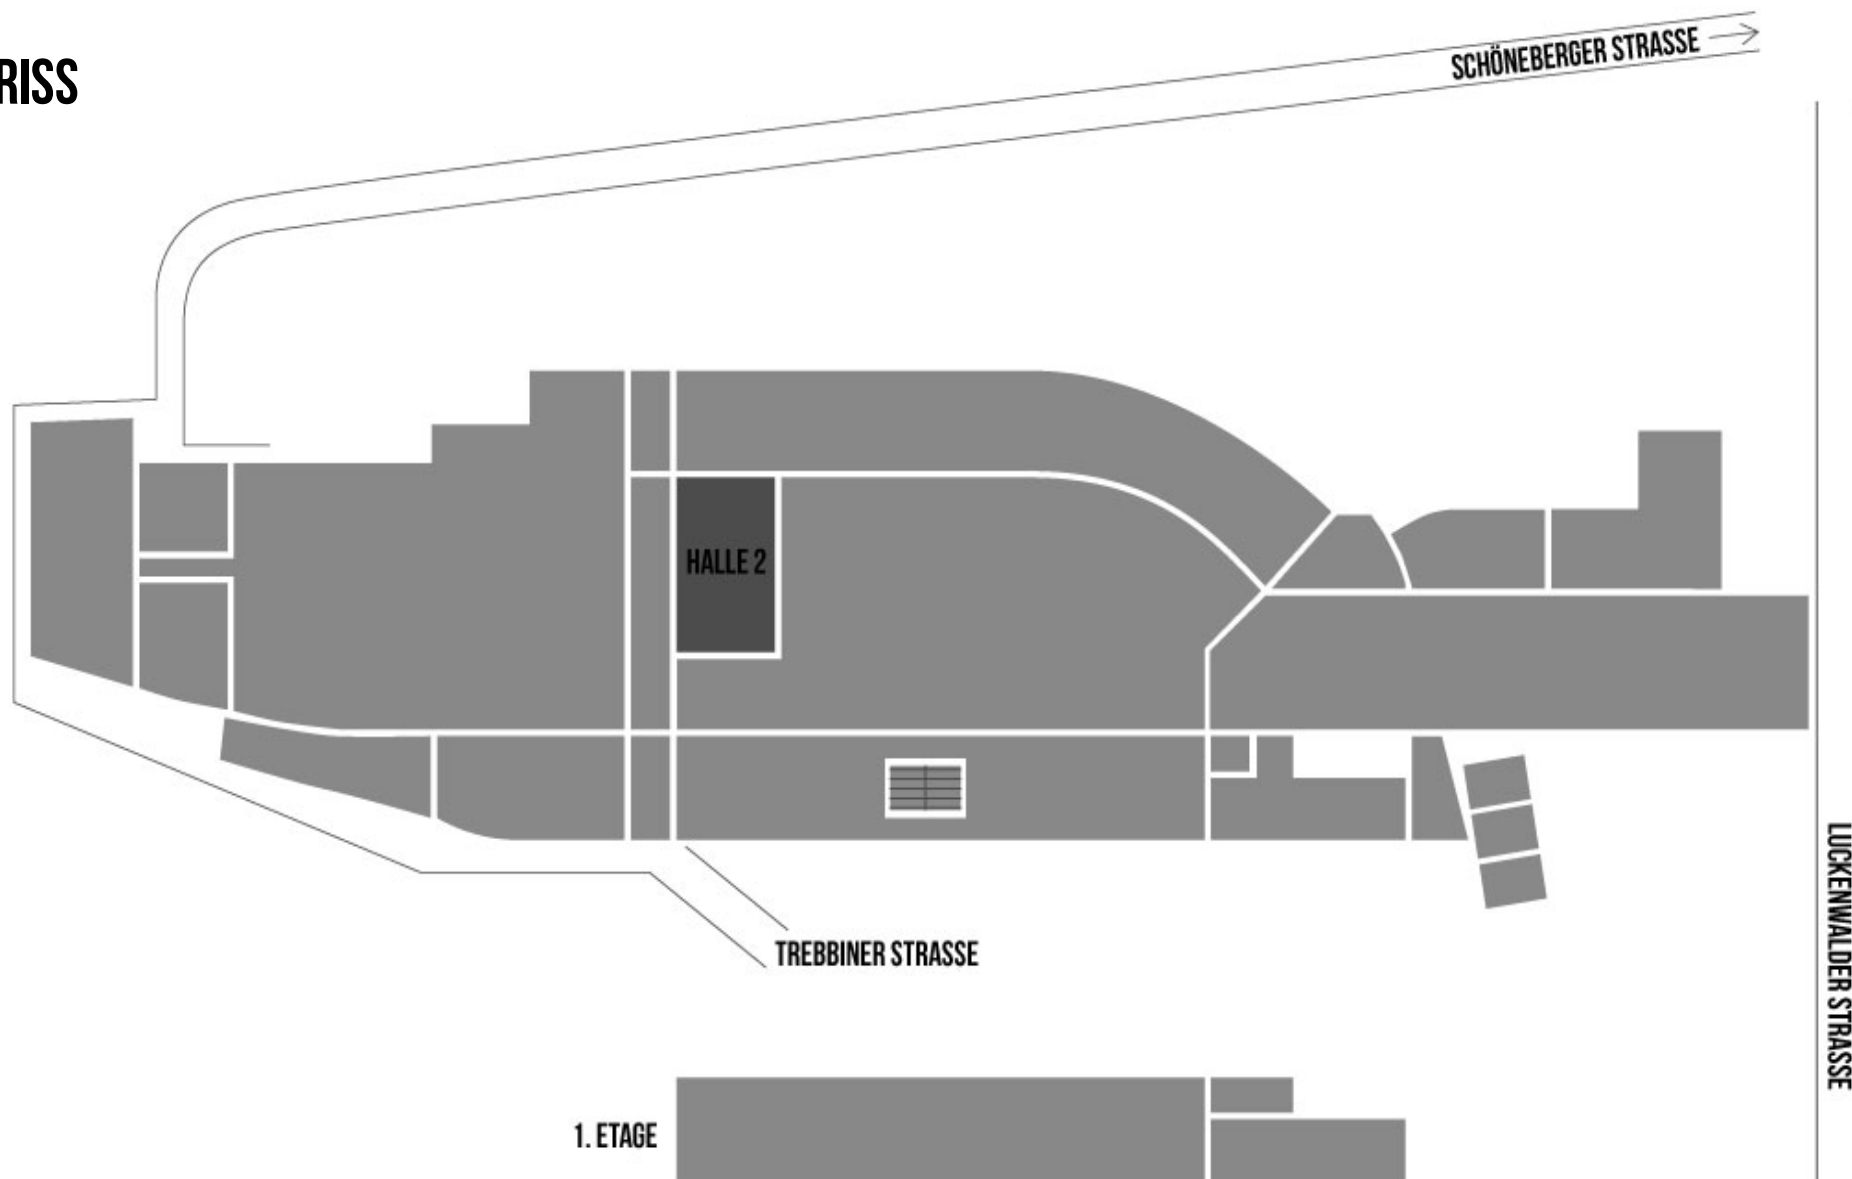 RISS
SCHÖNEBERGER STRASSE
HALLE 2
TREBBINER STRASSE
LUCKENWALDER STRASSE
1. ETAGE